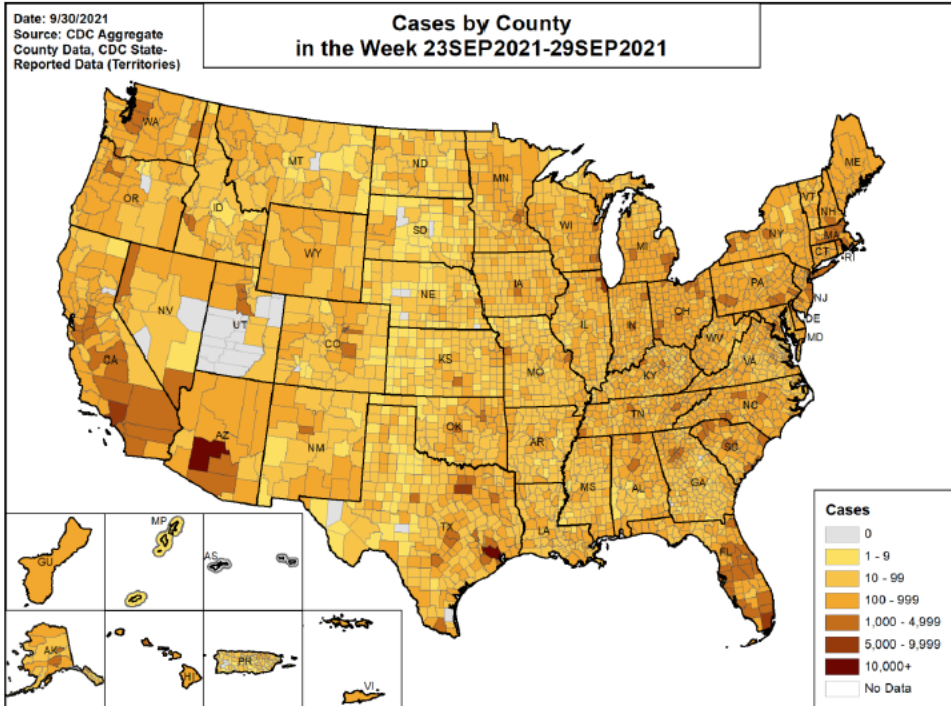 Date: 9/30/2021
Source: CDC Aggregate
County Data, CDC State-
Reported Data (Territories)
Cases by County
in the Week 23SEP2021-29SEP2021
WA
MT
ND
MN
ME
OR
ID
SD
WI
MI
VT
NH
NY
MA
CT
RI
WY
IA
NE
PA
NJ
NV
UT
CO
IL
IN
OH
DE
MD
WV
VA
CA
KS
MO
KY
AZ
NM
OK
AR
TN
NC
SC
MS
AL
GA
TX
LA
FL
GU
MP
AS
AK
HI
PR
VI
Cases
0
1 - 9
10 - 99
100 - 999
1,000 - 4,999
5,000 - 9,999
10,000+
No Data